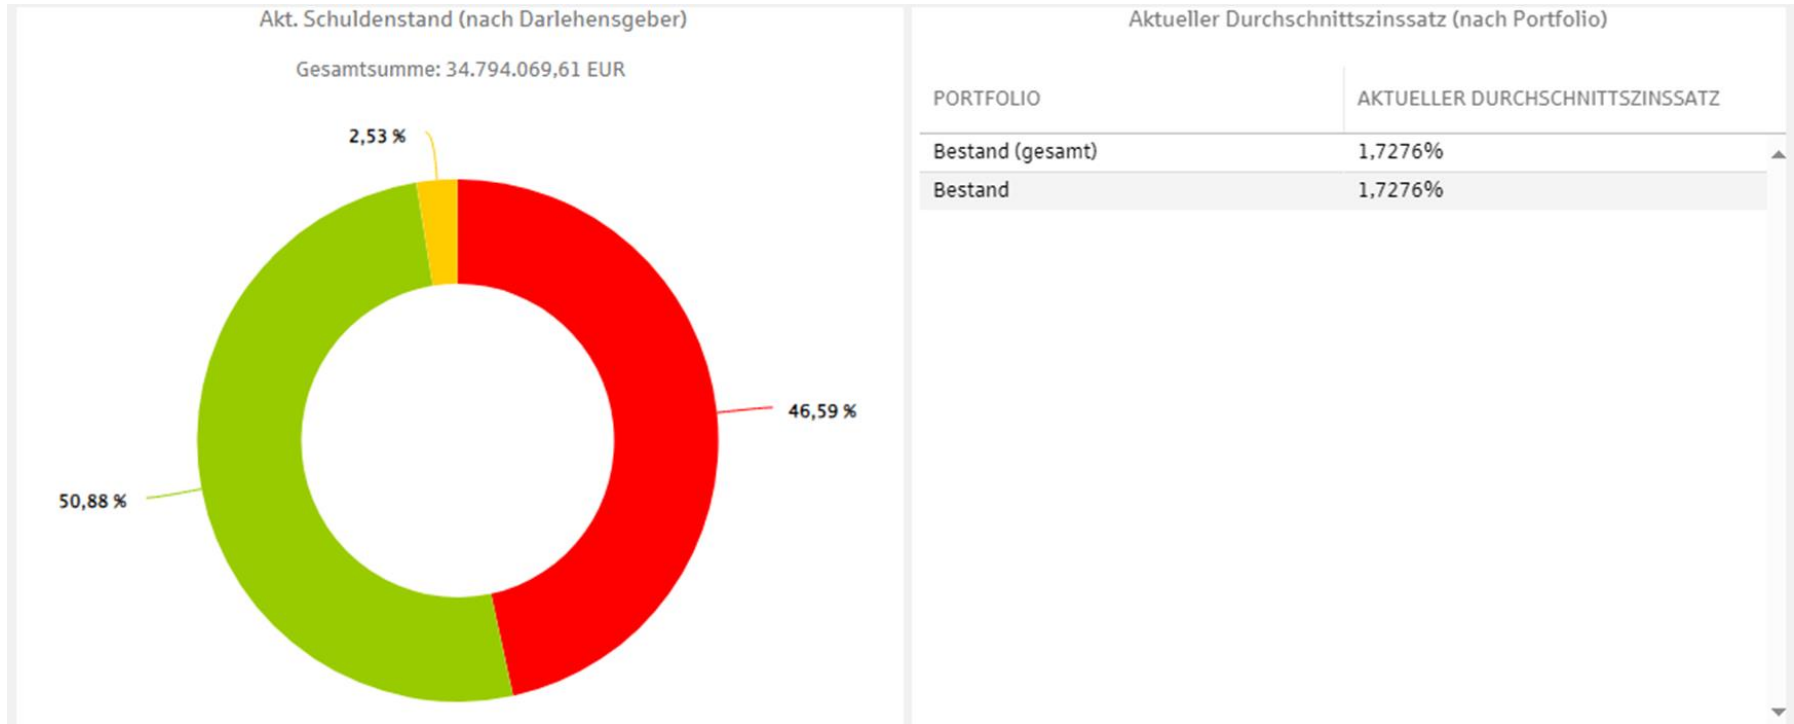 Akt. Schuldenstand (nach Darlehensgeber)
Gesamtsumme: 34.794.069,61 EUR
2,53 %
46,59 %
50,88 %
Aktueller Durchschnittszinssatz (nach Portfolio)
PORTFOLIO AKTUELLER DURCHSCHNITTSZINSSATZ
Bestand (gesamt) 1,7276%
Bestand 1,7276%